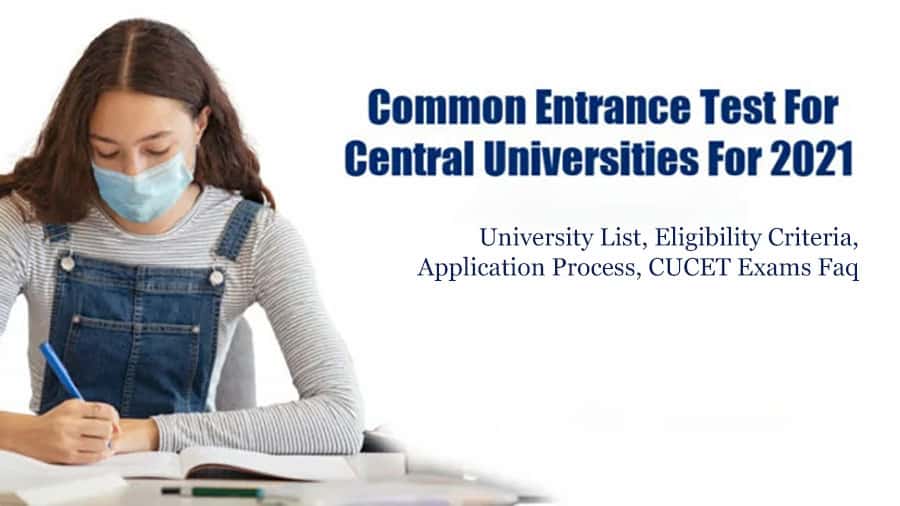 Common Entrance Test For
Central Universities For 2021
University List, Eligibility Criteria,
Application Process, CUCET Exams Faq